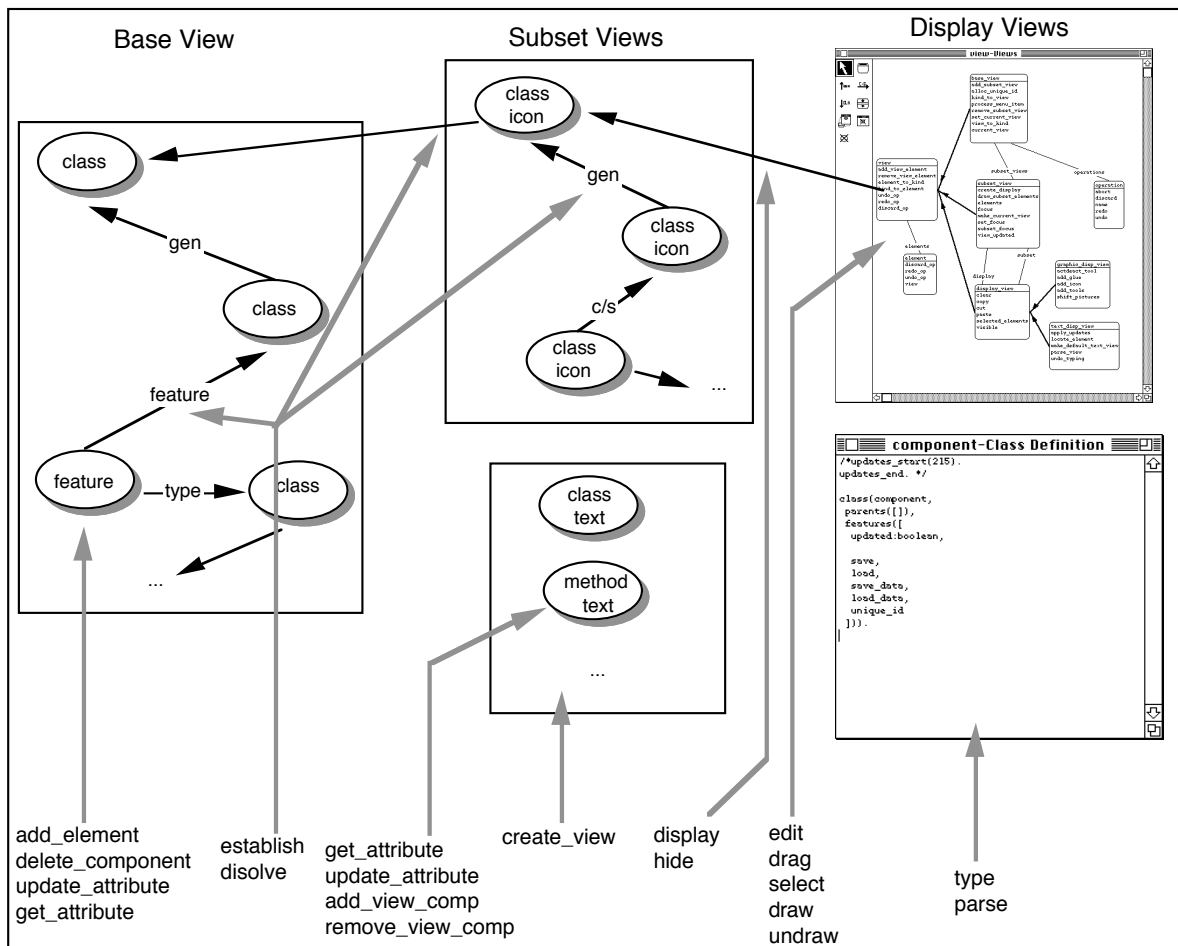 Base View
Subset Views
Display Views
class
gen
class
feature
feature
type
class
...
class
icon
gen
class
icon
c/s
class
icon
...
class
text
method
text
...
view-Views
base_view
add_subset_view
alloc_unique_id
kind_to_view
process_menu_item
remove_subset_view
set_current_view
view_to_kind
current_view
view
add_view_element
remove_view_element
element_to_kind
kind_to_element
undo_op
redo_op
discard_op
subset_views
operations
subset_view
create_display
draw_subset_elements
elements
focus
make_current_view
set_focus
subset_focus
view_updated
operation
abort
discard
name
redo
undo
elements
element
discard_op
redo_op
undo_op
view
display
subset
display_view
clear
copy
cut
paste
selected_elements
visible
graphic_disp_view
add_glue
add_icon
add_tools
shift_pictures
text_disp_view
apply_updates
locate_element
make_default_text_view
parse_view
undo_typing
component-Class Definition
/*updates_start(215).
updates_end. */
class(component,
parents([]),
features([
updated:boolean,
save,
load,
save_data,
load_data,
unique_id
])).
add_element
delete_component
update_attribute
get_attribute
establish
disolve
get_attribute
update_attribute
add_view_comp
remove_view_comp
create_view
display
hide
edit
drag
select
draw
undraw
type
parse